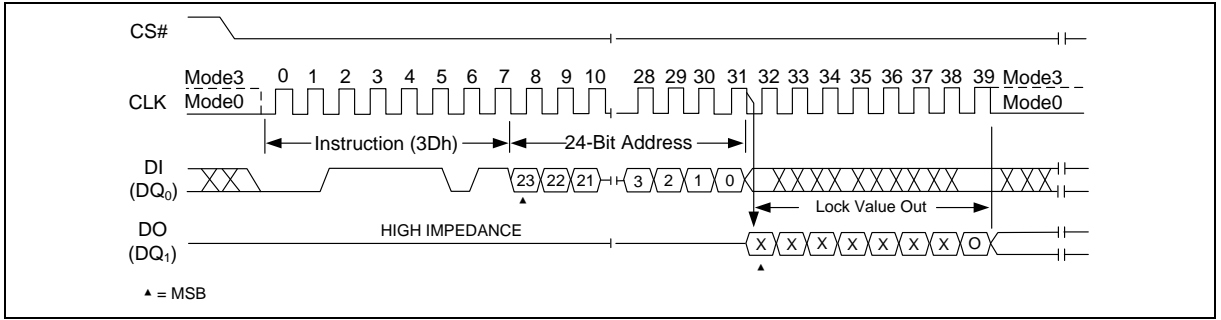 CS#
Mode3 0 1 2 3 4 5 6 7 8 9 10 28 29 30 31 32 33 34 35 36 37 38 39 Mode3
CLK Mode0 Mode0
Instruction (3Dh) 24-Bit Address
DI
(DQ0) 23 22 21 3 2 1 0
Lock Value Out
DO HIGH IMPEDANCE
(DQ1) X X X X X X X O
▲ = MSB